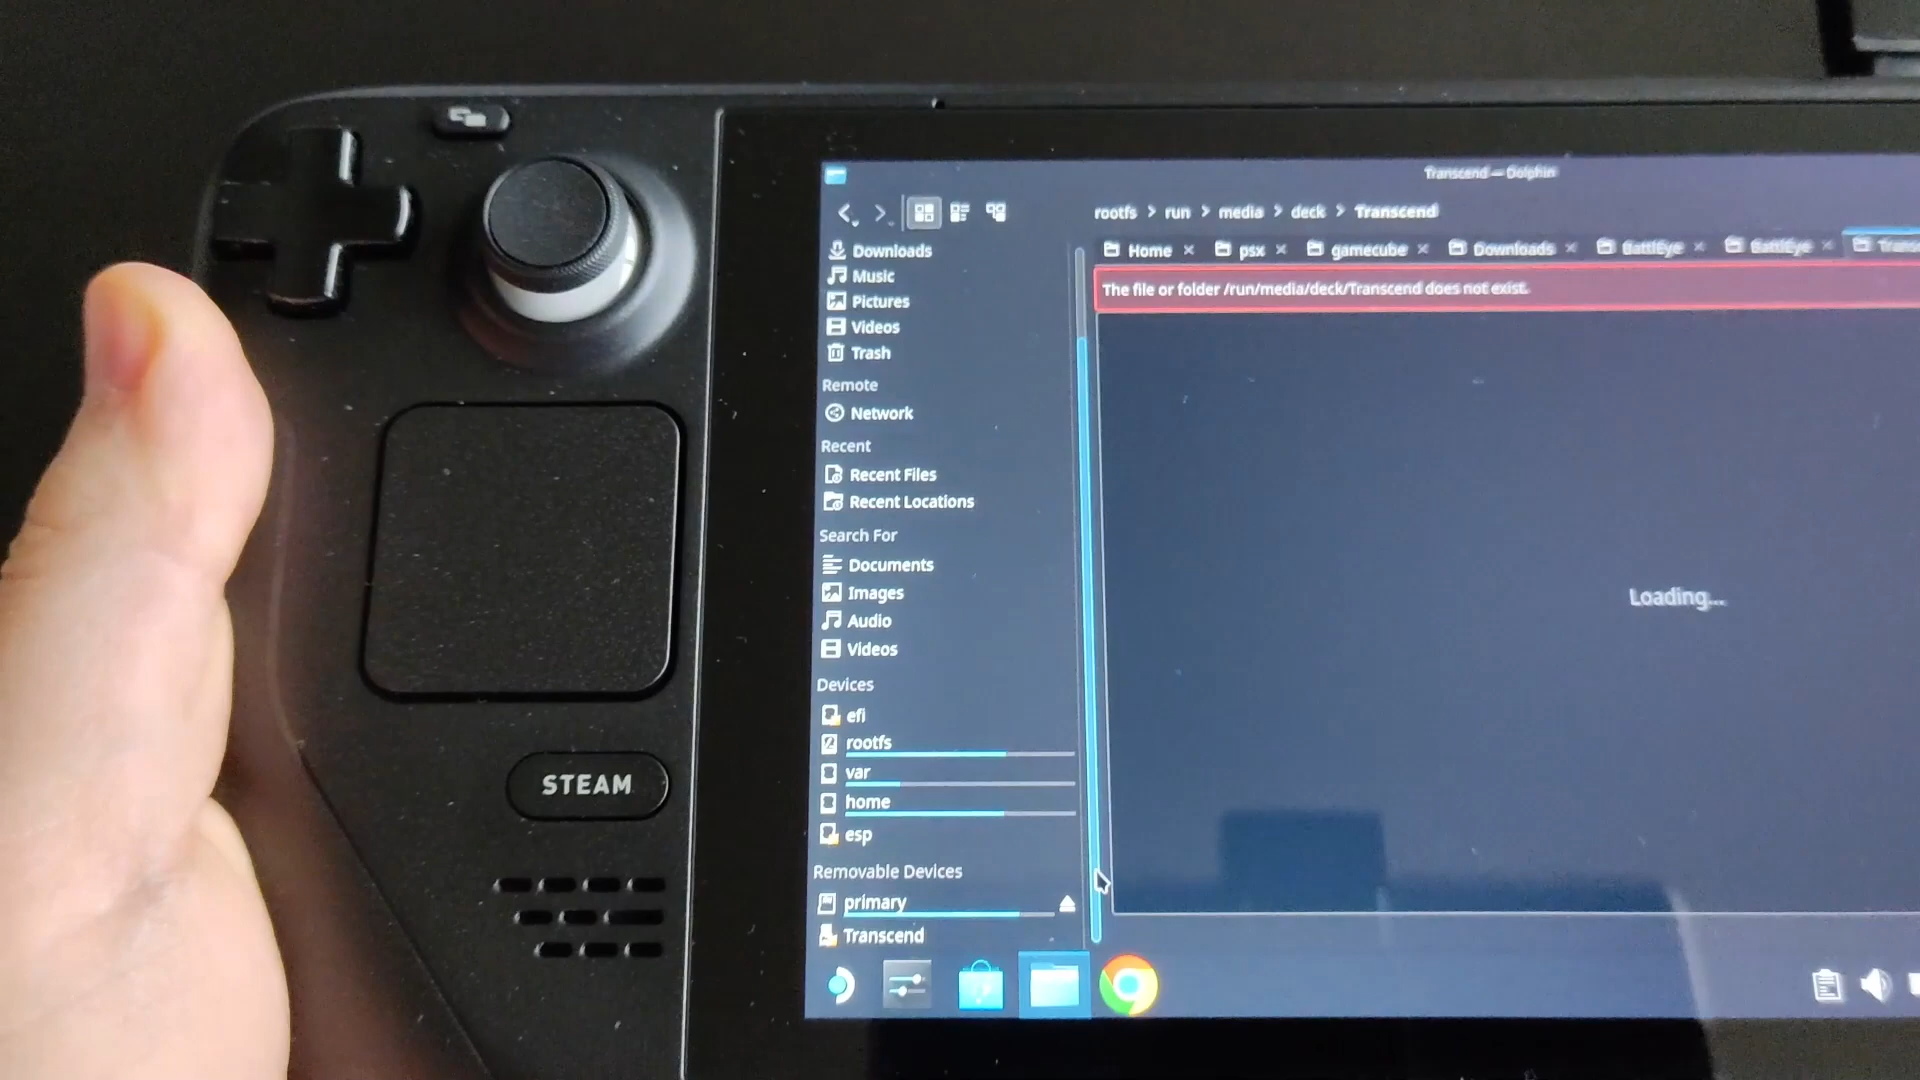 Transcend — Dolphin
rootfs > run > media > deck > Transcend
Home × psx × gamecube × Downloads × BattlEye × BattlEye ×
The file or folder /run/media/deck/Transcend does not exist.
Downloads
Music
Pictures
Videos
Trash
Remote
Network
Recent
Recent Files
Recent Locations
Search For
Documents
Images
Audio
Videos
Devices
efi
rootfs
var
home
esp
Removable Devices
primary
Transcend
Loading...
STEAM